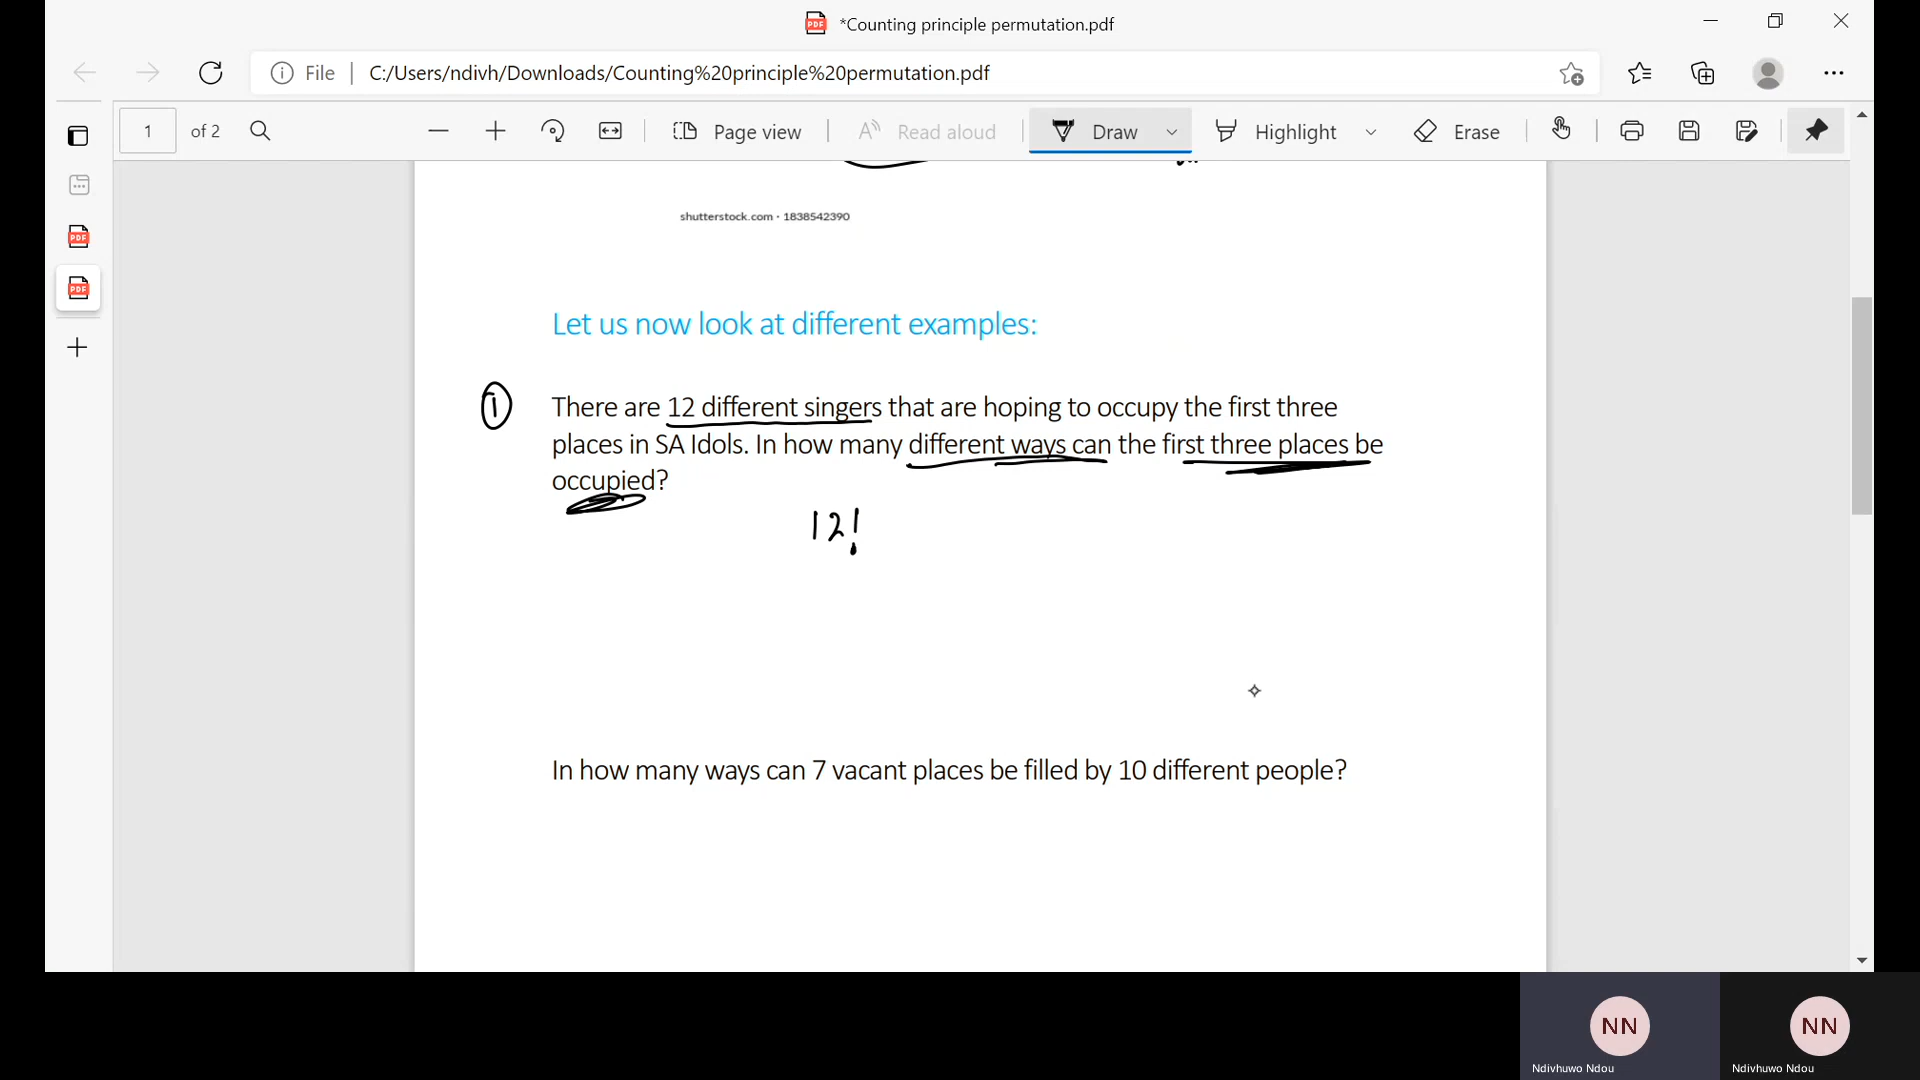 *Counting principle permutation.pdf
File | C:/Users/ndivh/Downloads/Counting%20principle%20permutation.pdf
1 of 2 Page view Read aloud Draw Highlight Erase
shutterstock.com · 1838542390
Let us now look at different examples:
1 There are 12 different singers that are hoping to occupy the first three
places in SA Idols. In how many different ways can the first three places be
occupied?
12!
In how many ways can 7 vacant places be filled by 10 different people?
NN NN
Ndivhuwo Ndou Ndivhuwo Ndou